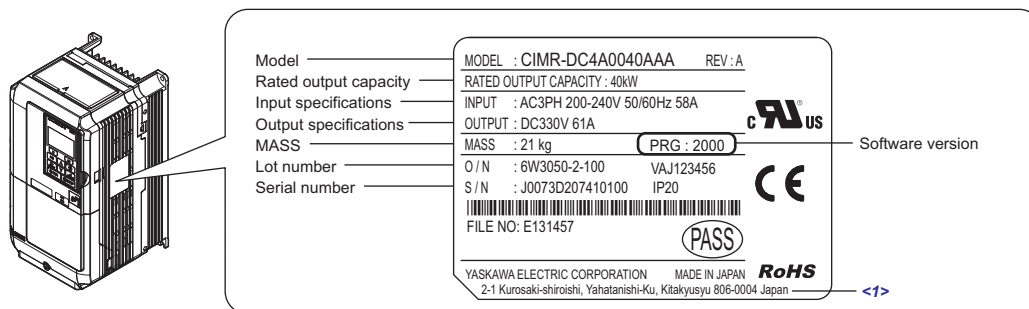 Model
Rated output capacity
Input specifications
Output specifications
MASS
Lot number
Serial number
MODEL : CIMR-DC4A0040AAA REV : A
RATED OUTPUT CAPACITY : 40kW
INPUT : AC3PH 200-240V 50/60Hz 58A
OUTPUT : DC330V 61A
MASS : 21 kg PRG : 2000
O / N : 6W3050-2-100 VAJ123456
S / N : J0073D207410100 IP20
FILE NO: E131457
PASS
YASKAWA ELECTRIC CORPORATION MADE IN JAPAN
2-1 Kurosaki-shiroishi, Yahatanishi-Ku, Kitakyusyu 806-0004 Japan
c RU ® US
CE
RoHS
Software version
<1>